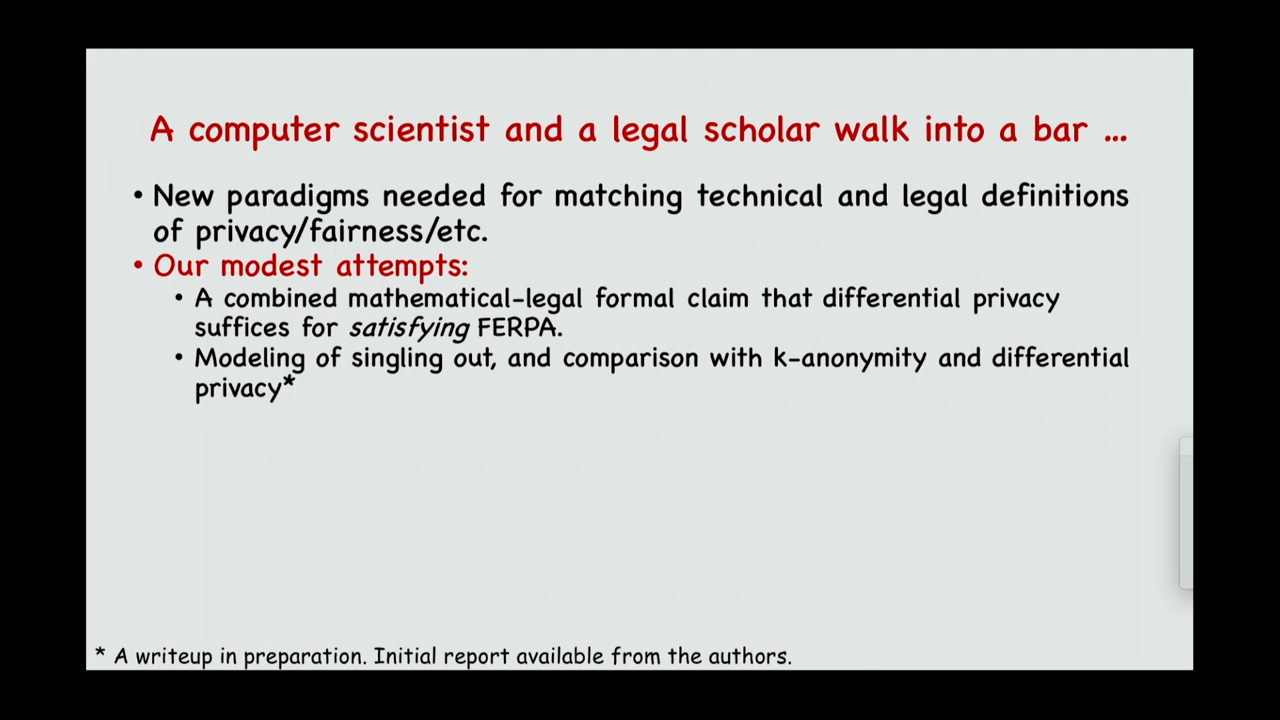 A computer scientist and a legal scholar walk into a bar ...
• New paradigms needed for matching technical and legal definitions
of privacy/fairness/etc.
• Our modest attempts:
• A combined mathematical-legal formal claim that differential privacy
suffices for satisfying FERPA.
• Modeling of singling out, and comparison with k-anonymity and differential
privacy*
* A writeup in preparation. Initial report available from the authors.